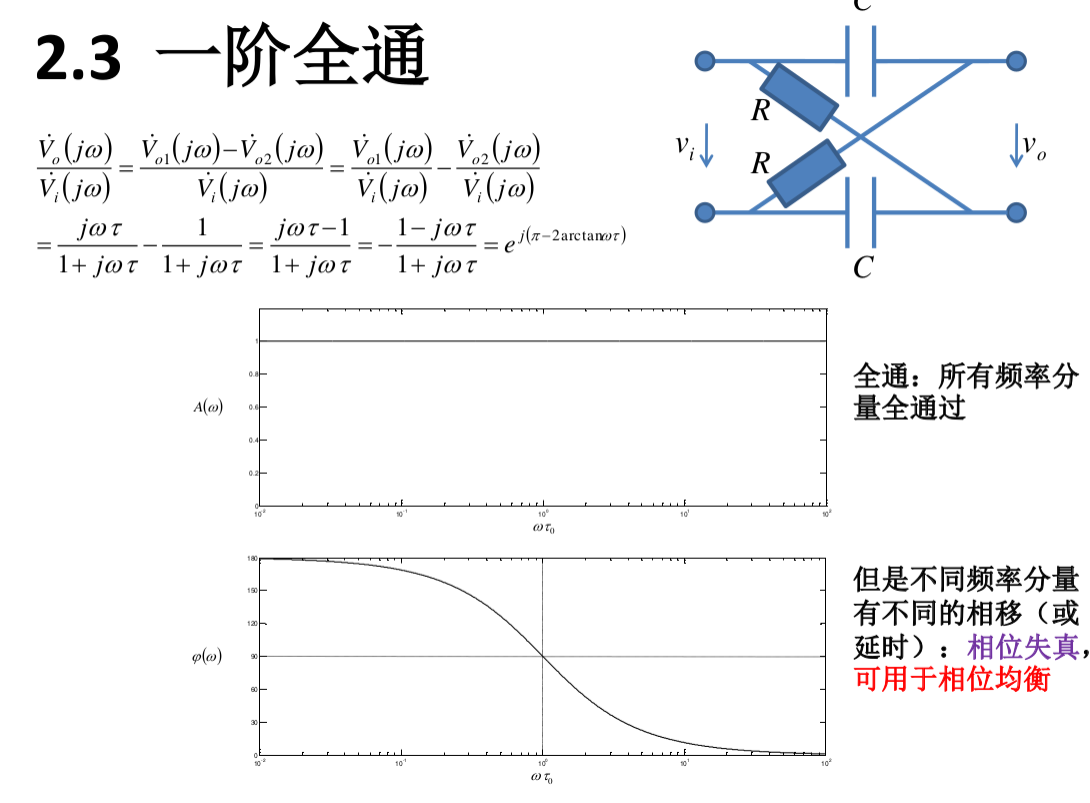 2.3 一阶全通
C
R
R
v_i
v_o
C
\frac{\dot{V}_o(j\omega)}{\dot{V}_i(j\omega)} = \frac{\dot{V}_{o1}(j\omega) - \dot{V}_{o2}(j\omega)}{\dot{V}_i(j\omega)} = \frac{\dot{V}_{o1}(j\omega)}{\dot{V}_i(j\omega)} - \frac{\dot{V}_{o2}(j\omega)}{\dot{V}_i(j\omega)}
= \frac{j\omega\tau}{1+j\omega\tau} - \frac{1}{1+j\omega\tau} = \frac{j\omega\tau-1}{1+j\omega\tau} = -\frac{1-j\omega\tau}{1+j\omega\tau} = e^{j(\pi-2\arctan\omega\tau)}
A(ω)
1
0.8
0.6
0.4
0.2
0
10^{-2} 10^{-1} 10^0 10^1 10^2
ωτ_0
全通：所有频率分
量全通过
φ(ω)
180
150
120
90
60
30
0
10^{-2} 10^{-1} 10^0 10^1 10^2
ωτ_0
但是不同频率分量
有不同的相移（或
延时）：相位失真，
可用于相位均衡